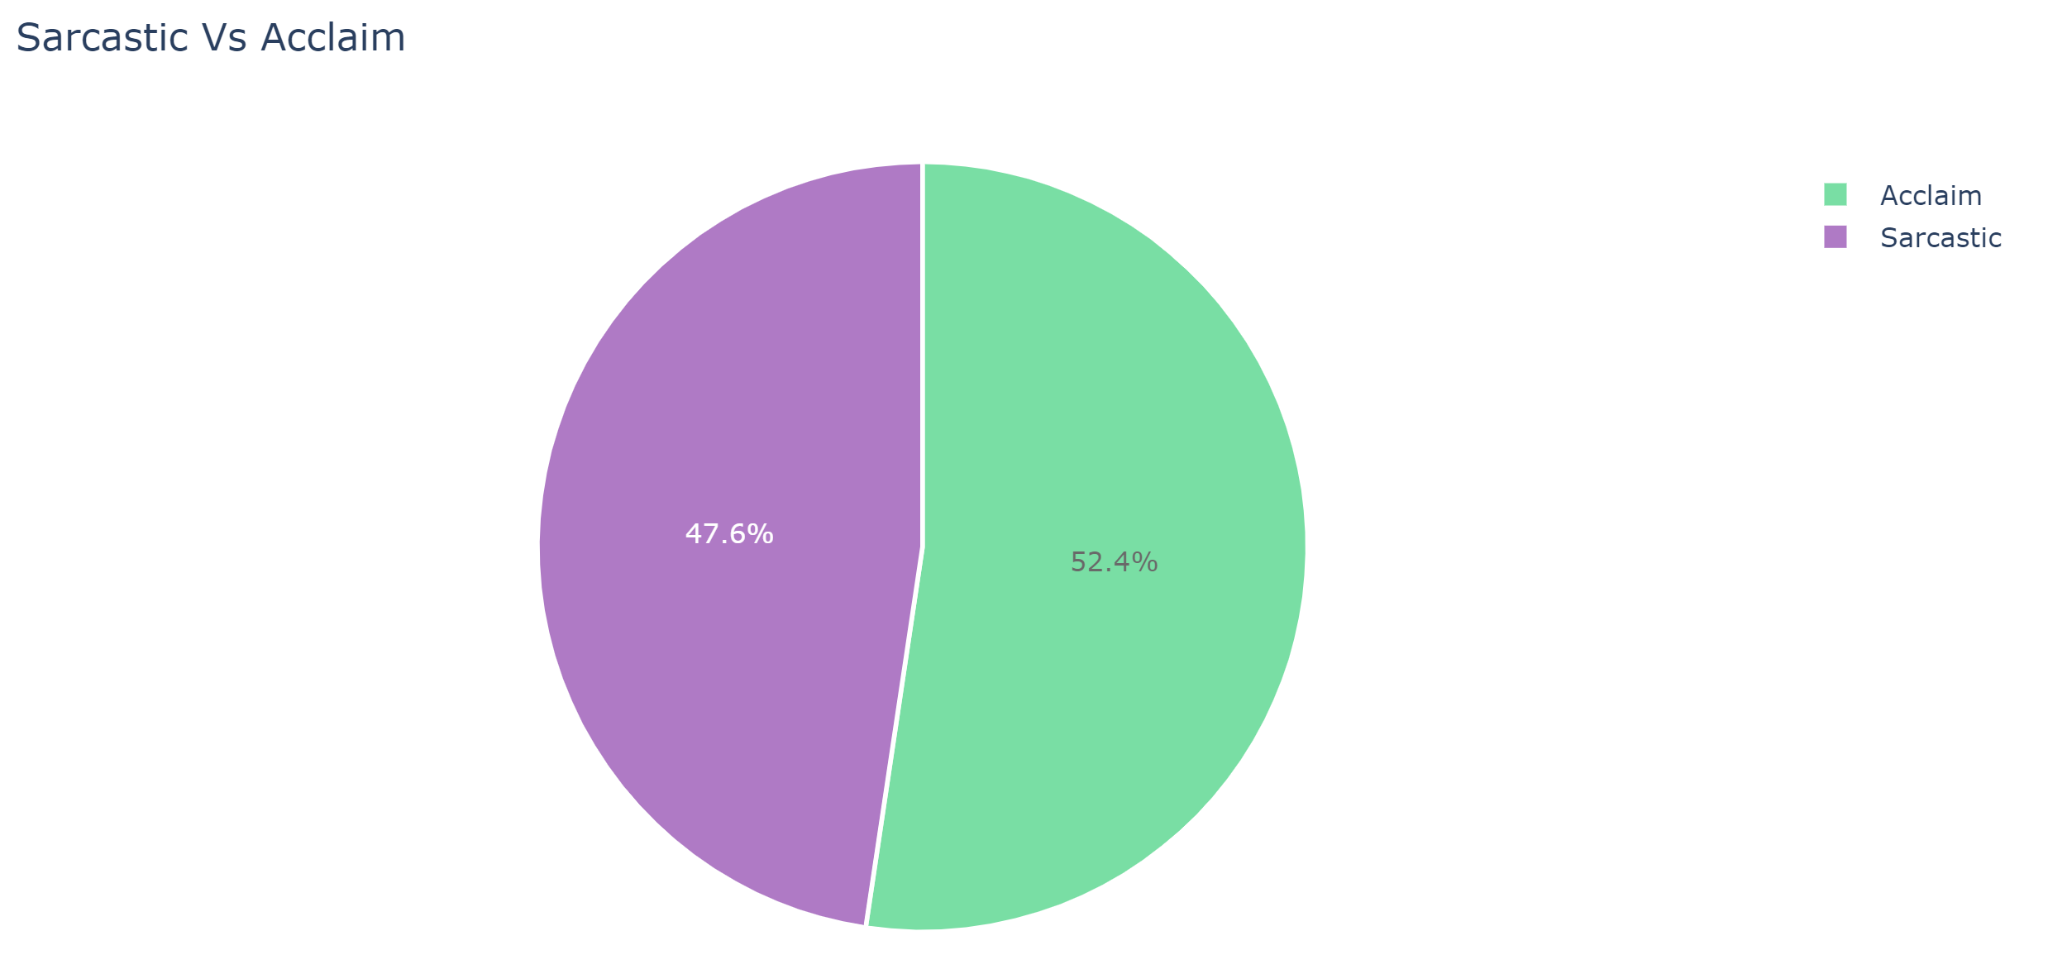 Sarcastic Vs Acclaim
Acclaim
Sarcastic
47.6%
52.4%